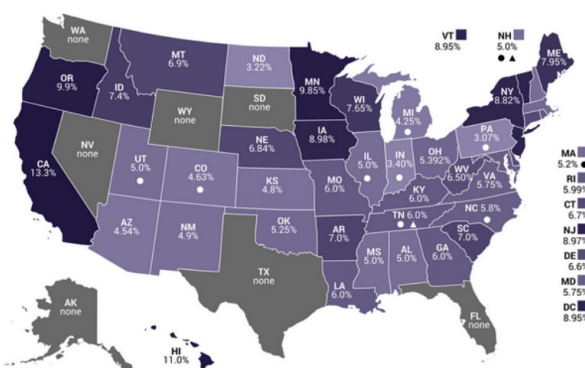 WA
none
OR
9.9%
CA
13.3%
NV
none
ID
7.4%
MT
6.9%
WY
none
UT
5.0%
AZ
4.54%
CO
4.63%
NM
4.9%
ND
3.22%
SD
none
NE
6.84%
KS
4.8%
OK
5.25%
TX
none
MN
9.85%
IA
8.98%
MO
6.0%
AR
7.0%
LA
6.0%
WI
7.65%
IL
5.0%
MI
4.25%
IN
3.40%
OH
5.392%
KY
6.0%
TN 6.0%
MS
5.0%
AL
5.0%
GA
6.0%
FL
none
SC
7.0%
NC 5.8%
VA
5.75%
WV
6.50%
PA
3.07%
NY
8.82%
VT
8.95%
NH
5.0%
ME
7.95%
MA
5.2%
RI
5.99%
CT
6.7%
NJ
8.97%
DE
6.6%
MD
5.75%
DC
8.95%
AK
none
HI
11.0%